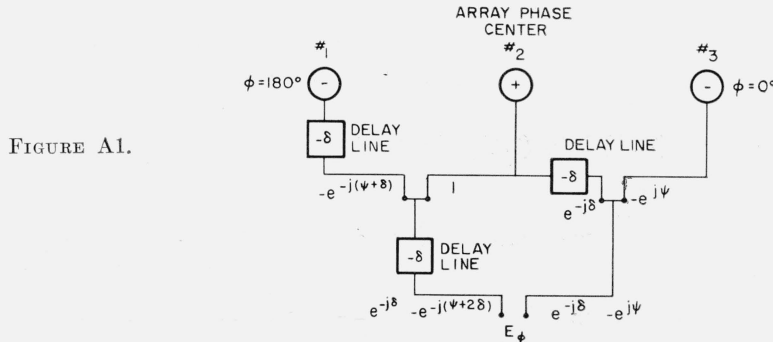 ARRAY PHASE
CENTER
#1 #2 #3
ϕ=180° - + - ϕ=0°
FIGURE A1.
-δ DELAY
LINE
DELAY LINE
-δ
-e^{-j(ψ+δ)} 1 e^{-jδ} -e^{jψ}
-δ DELAY
LINE
e^{-jδ} -e^{-j(ψ+2δ)} e^{-jδ} -e^{jψ}
E_ϕ